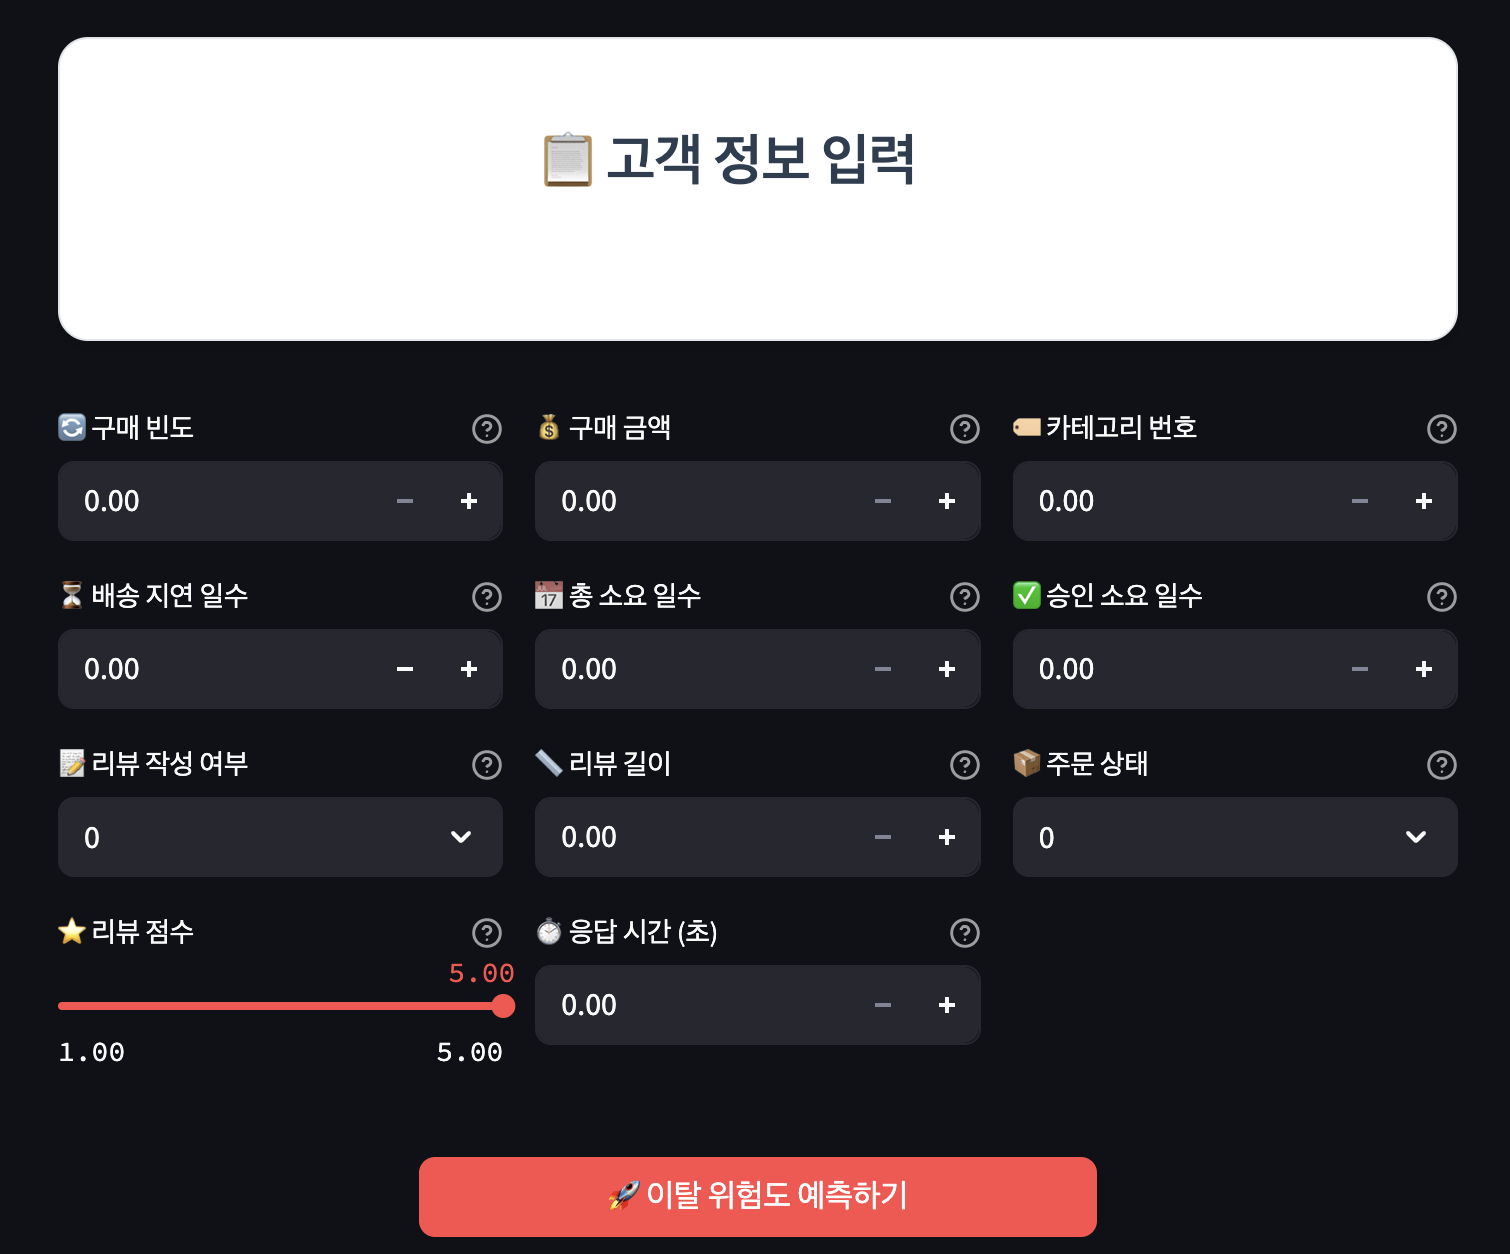 📋 고객 정보 입력
🔄 구매 빈도
💰 구매 금액
🏷️ 카테고리 번호
0.00
0.00
0.00
⏳ 배송 지연 일수
📅 총 소요 일수
✅ 승인 소요 일수
0.00
0.00
0.00
📝 리뷰 작성 여부
📏 리뷰 길이
📦 주문 상태
0
0.00
0
⭐ 리뷰 점수
⏱️ 응답 시간 (초)
5.00
0.00
1.00
5.00
🚀 이탈 위험도 예측하기